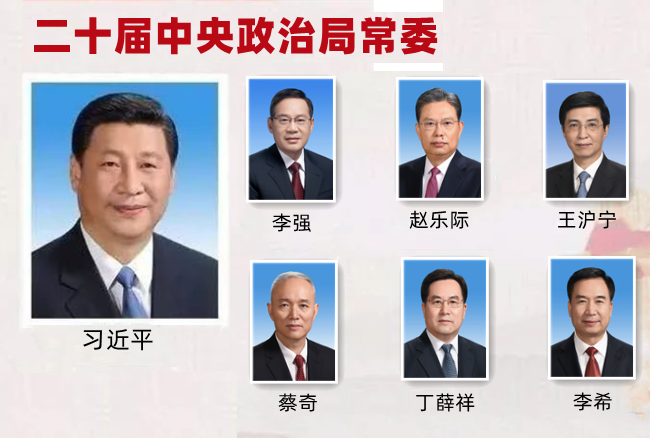 二十届中央政治局常委
习近平
李强
赵乐际
王沪宁
蔡奇
丁薛祥
李希